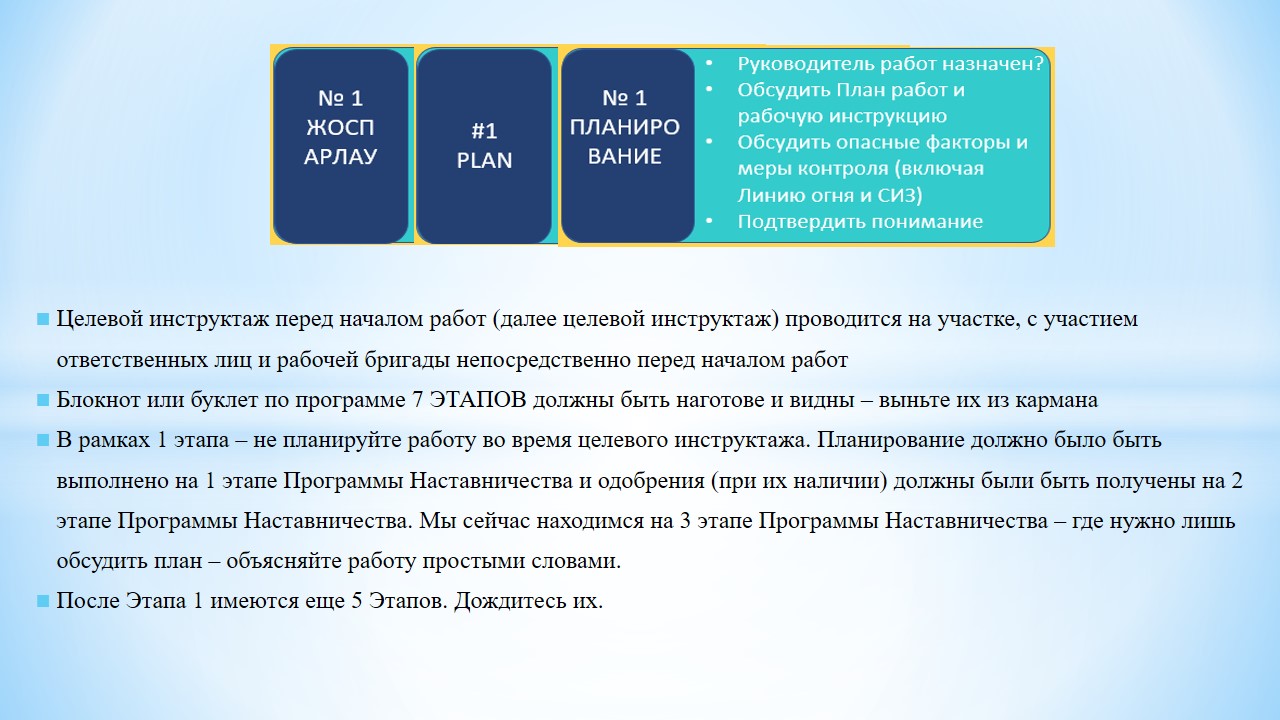 № 1
ЖОСП
АРЛАУ
#1
PLAN
№ 1
ПЛАНИРО
ВАНИЕ
• Руководитель работ назначен?
• Обсудить План работ и
рабочую инструкцию
• Обсудить опасные факторы и
меры контроля (включая
Линию огня и СИЗ)
• Подтвердить понимание
Целевой инструктаж перед началом работ (далее целевой инструктаж) проводится на участке, с участием
ответственных лиц и рабочей бригады непосредственно перед началом работ
Блокнот или буклет по программе 7 ЭТАПОВ должны быть наготове и видны – выньте их из кармана
В рамках 1 этапа – не планируйте работу во время целевого инструктажа. Планирование должно было быть
выполнено на 1 этапе Программы Наставничества и одобрения (при их наличии) должны были быть получены на 2
этапе Программы Наставничества. Мы сейчас находимся на 3 этапе Программы Наставничества – где нужно лишь
обсудить план – объясняйте работу простыми словами.
После Этапа 1 имеются еще 5 Этапов. Дождитесь их.